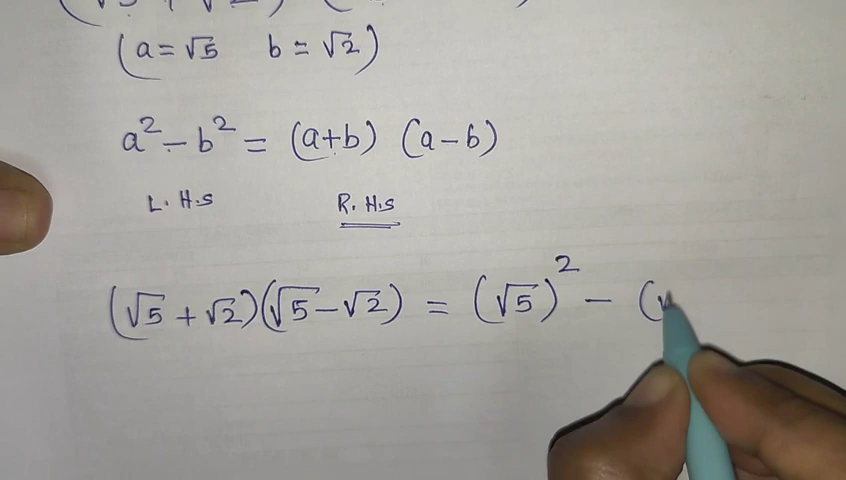 (a = √5 b = √2)
a² - b² = (a+b) (a-b)
L.H.S R.H.S
(√5 + √2)(√5 - √2) = (√5)² - (√